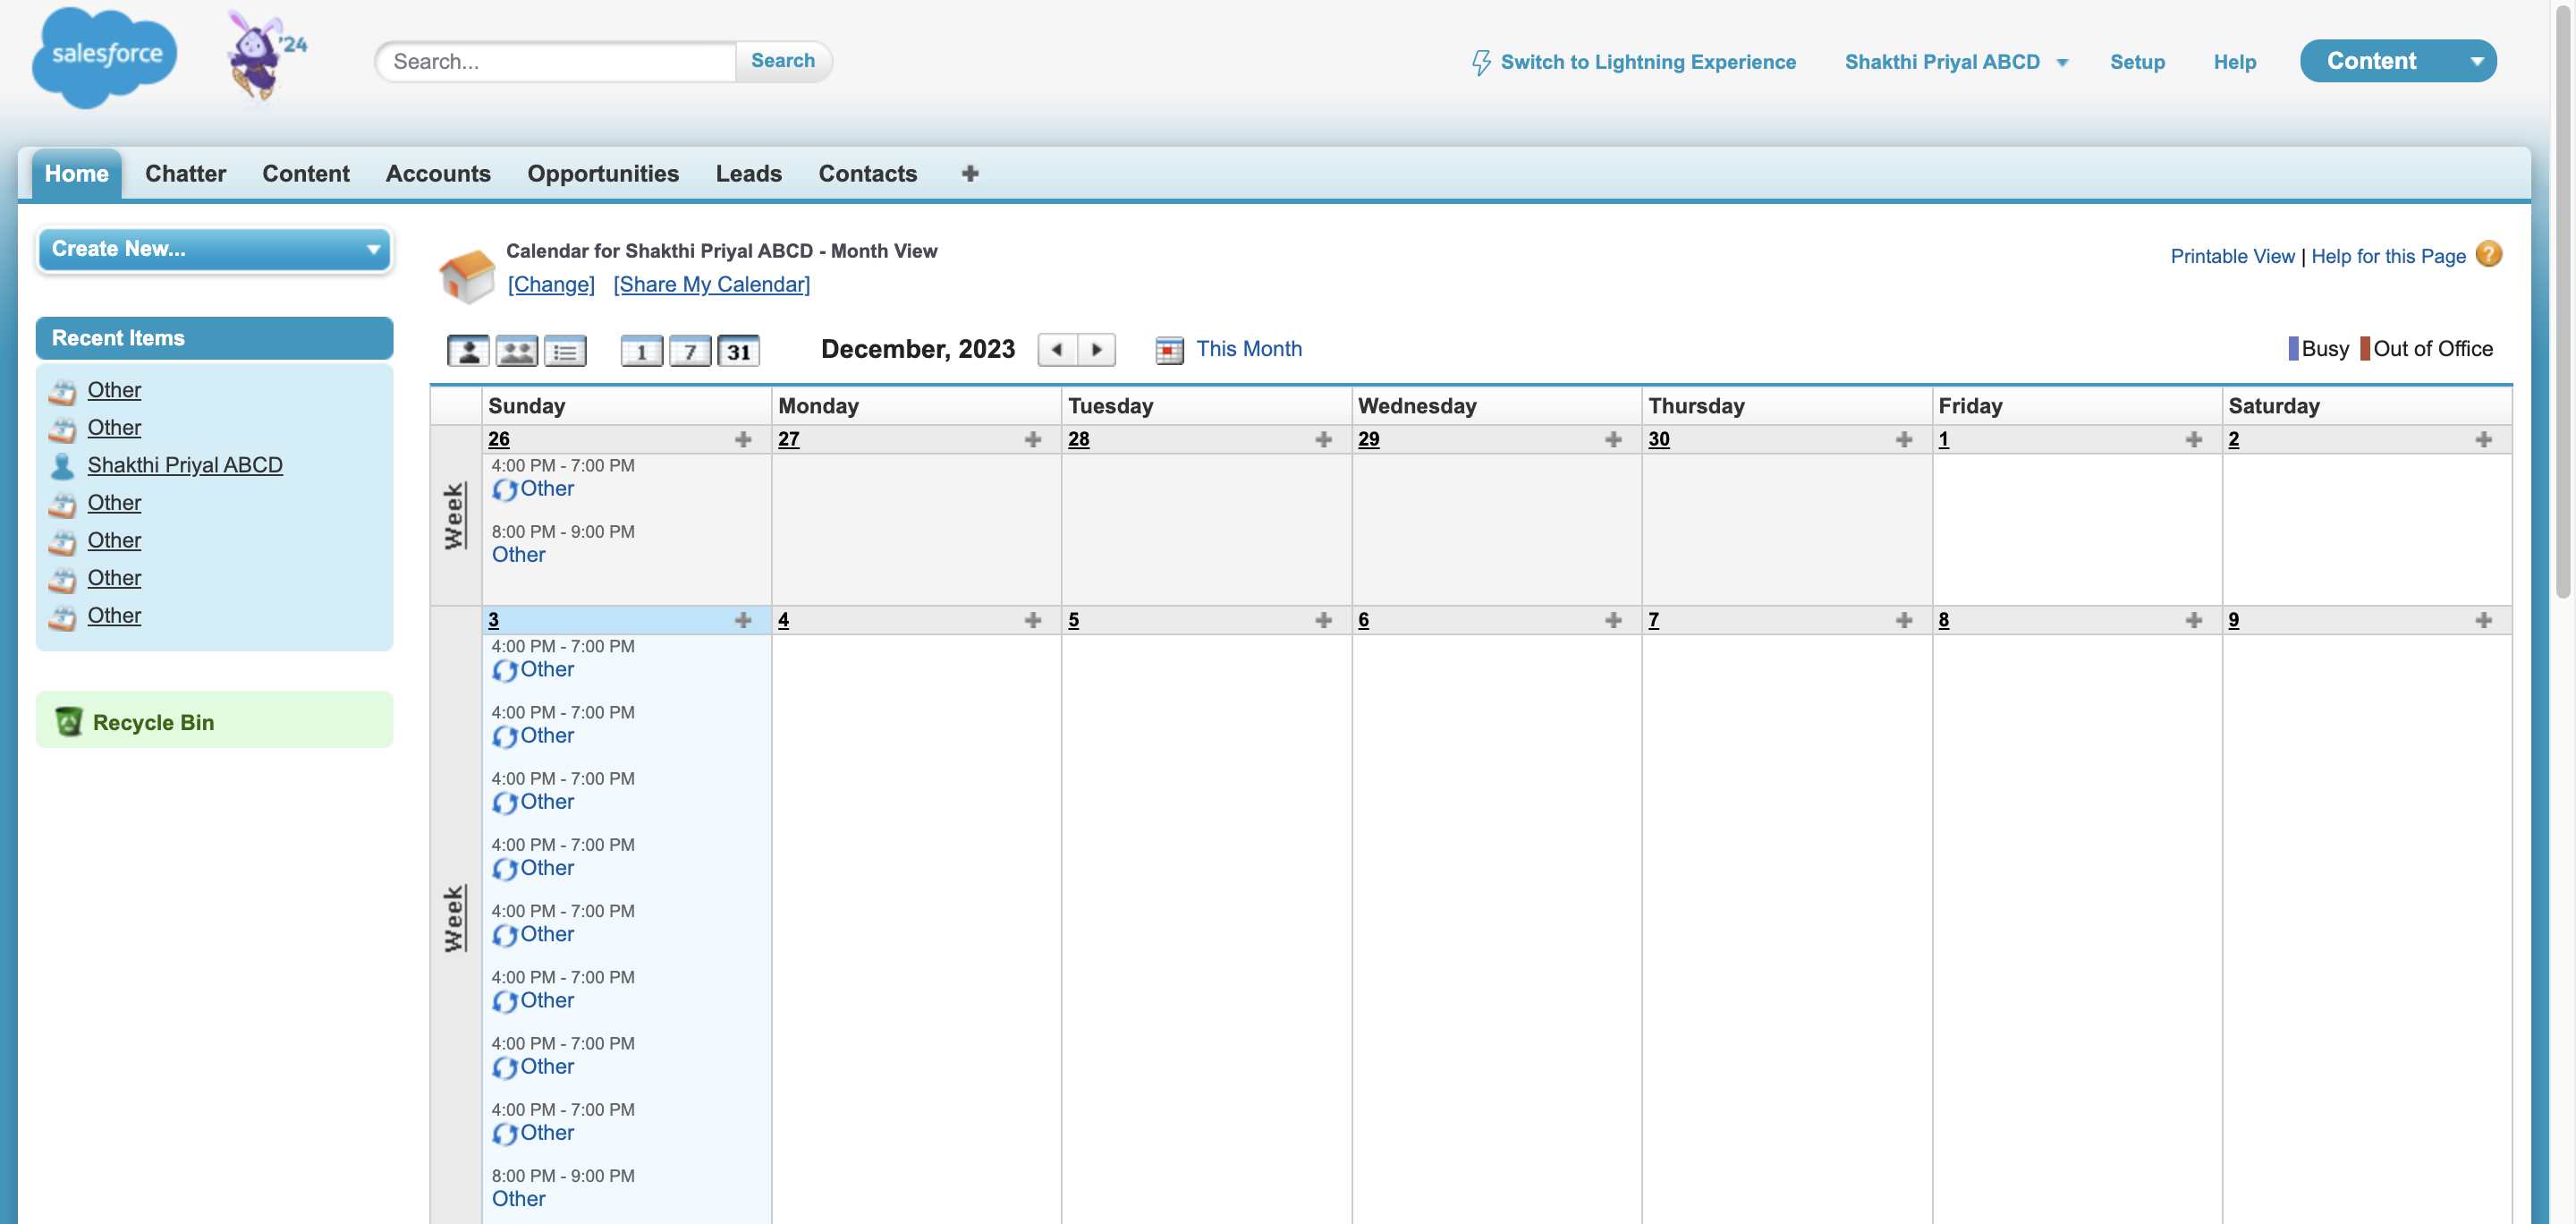 salesforce
'24
Search...
Search
Switch to Lightning Experience
Shakthi Priyal ABCD
Setup
Help
Content
Home
Chatter
Content
Accounts
Opportunities
Leads
Contacts
Create New...
Recent Items
Other
Other
Shakthi Priyal ABCD
Other
Other
Other
Other
Recycle Bin
Calendar for Shakthi Priyal ABCD - Month View
[Change] [Share My Calendar]
Printable View | Help for this Page ?
1 7 31
December, 2023
This Month
Busy Out of Office
Sunday Monday Tuesday Wednesday Thursday Friday Saturday
26 27 28 29 30 1 2
Week
4:00 PM - 7:00 PM
Other
8:00 PM - 9:00 PM
Other
3 4 5 6 7 8 9
Week
4:00 PM - 7:00 PM
Other
4:00 PM - 7:00 PM
Other
4:00 PM - 7:00 PM
Other
4:00 PM - 7:00 PM
Other
4:00 PM - 7:00 PM
Other
4:00 PM - 7:00 PM
Other
4:00 PM - 7:00 PM
Other
4:00 PM - 7:00 PM
Other
8:00 PM - 9:00 PM
Other